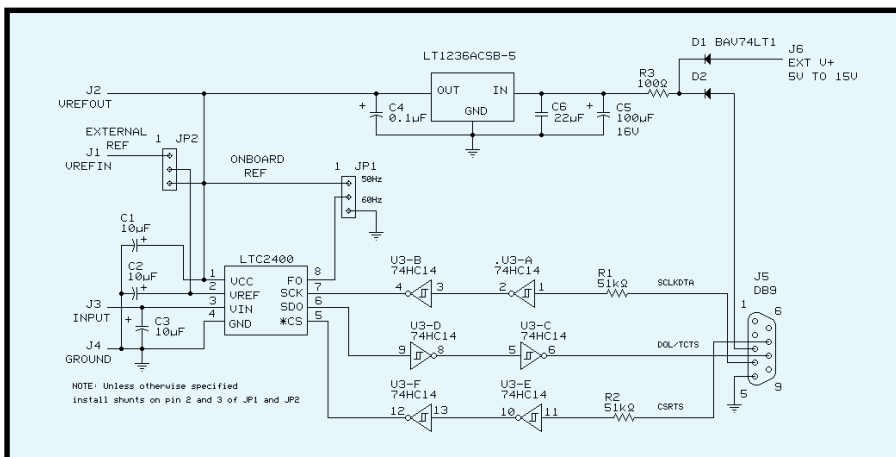 D1 BAV74LT1
J6
EXT V+
5V TO 15V
LT1236ACSB-5
R3
100Ω
D2
J2
VREFOUT
OUT
IN
GND
+
C4
0.1µF
C6
22µF
+
C5
100µF
16V
EXTERNAL
REF
1
JP2
J1
VREFIN
ONBOARD
REF
1
JP1
50Hz
60Hz
C1
10µF
+
C2
10µF
+
LTC2400
1
2
3
4
VCC
VREF
VIN
GND
FO
SCK
SDO
*CS
8
7
6
5
J3
INPUT
+
C3
10µF
J4
GROUND
U3-B
74HC14
4
3
.U3-A
74HC14
2
1
R1
51kΩ
SCLKDTA
J5
DB9
1
6
5
9
U3-D
74HC14
9
8
U3-C
74HC14
5
6
DOL/TCTS
U3-F
74HC14
12
13
U3-E
74HC14
10
11
R2
51kΩ
CSRTS
NOTE: Unless otherwise specified
install shunts on pin 2 and 3 of JP1 and JP2